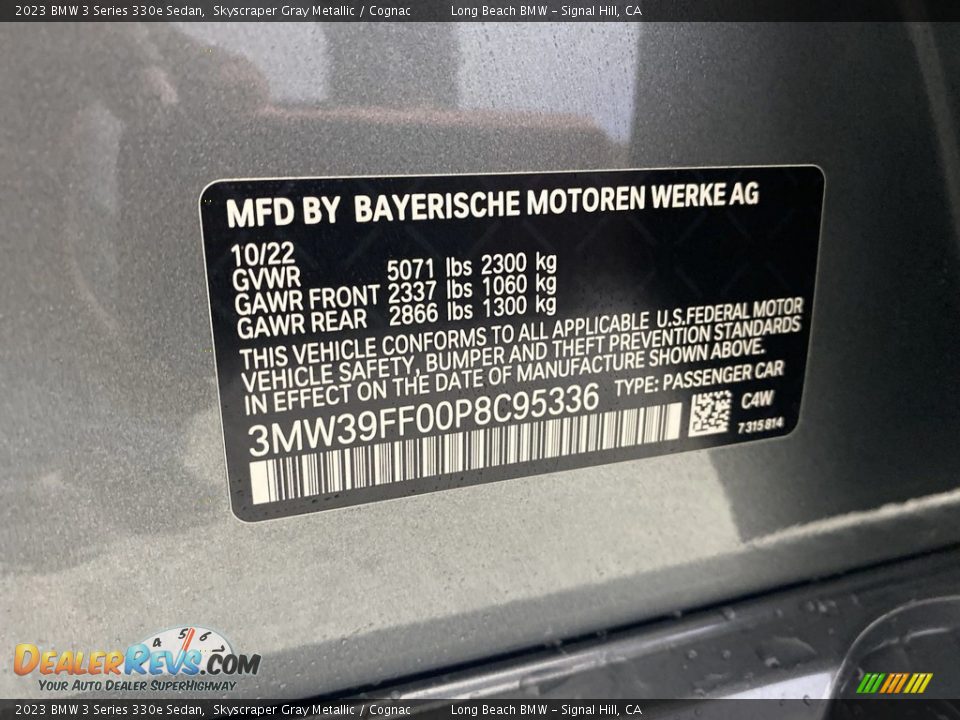 2023 BMW 3 Series 330e Sedan, Skyscraper Gray Metallic / Cognac Long Beach BMW - Signal Hill, CA
MFD BY BAYERISCHE MOTOREN WERKE AG
10/22
GVWR 5071 lbs 2300 kg
GAWR FRONT 2337 lbs 1060 kg
GAWR REAR 2866 lbs 1300 kg
THIS VEHICLE CONFORMS TO ALL APPLICABLE U.S.FEDERAL MOTOR
VEHICLE SAFETY, BUMPER AND THEFT PREVENTION STANDARDS
IN EFFECT ON THE DATE OF MANUFACTURE SHOWN ABOVE.
3MW39FF00P8C95336 TYPE: PASSENGER CAR
C4W
7315814
4 5 6
DEALERREVS.COM
YOUR AUTO DEALER SUPERHIGHWAY
2023 BMW 3 Series 330e Sedan, Skyscraper Gray Metallic / Cognac Long Beach BMW - Signal Hill, CA